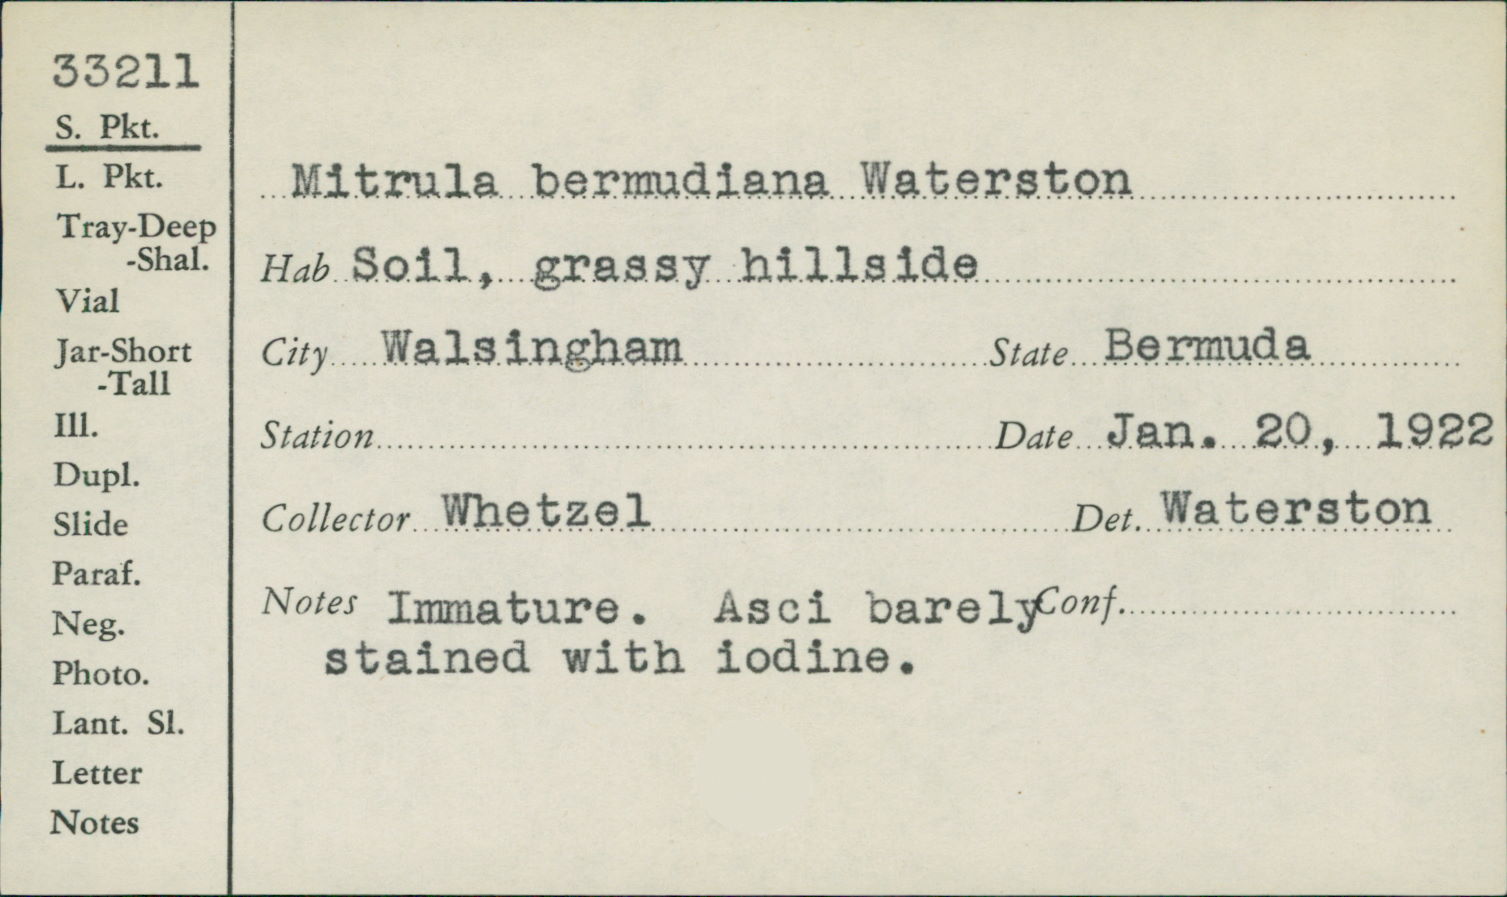 33211
S. Pkt.
L. Pkt.
Tray-Deep
-Shal.
Vial
Jar-Short
-Tall
Ill.
Dupl.
Slide
Paraf.
Neg.
Photo.
Lant. Sl.
Letter
Notes
Mitrula bermudiana Waterston
Hab Soil, grassy hillside
City Walsingham State Bermuda
Station Date Jan. 20, 1922
Collector Whetzel Det. Waterston
Notes Immature. Asci barely Conf.
stained with iodine.